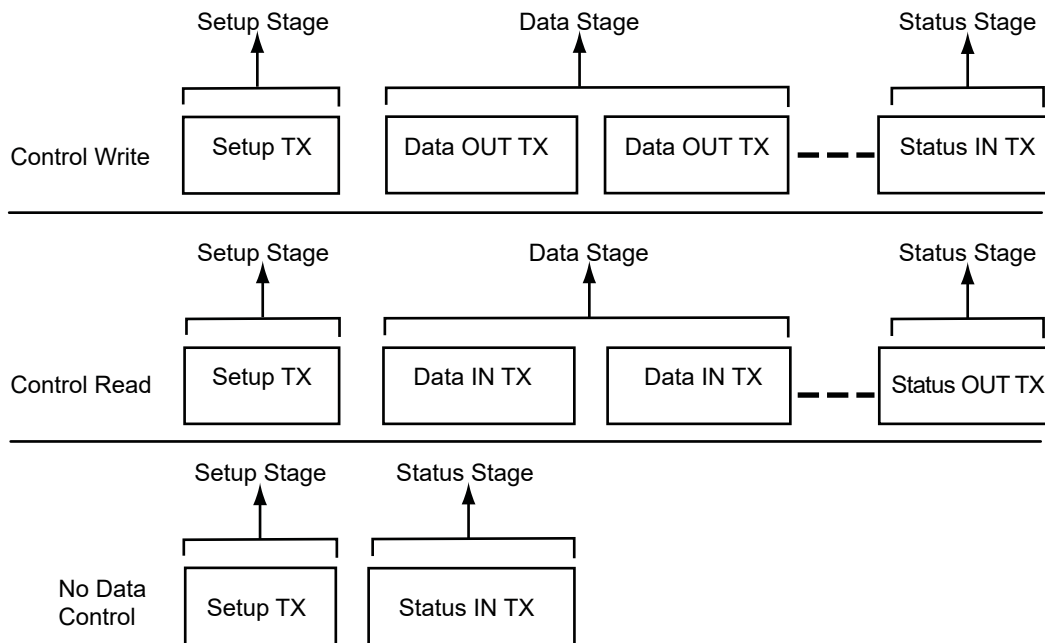 Setup Stage Data Stage Status Stage
Control Write Setup TX Data OUT TX Data OUT TX Status IN TX
Setup Stage Data Stage Status Stage
Control Read Setup TX Data IN TX Data IN TX Status OUT TX
Setup Stage Status Stage
No Data
Control Setup TX Status IN TX